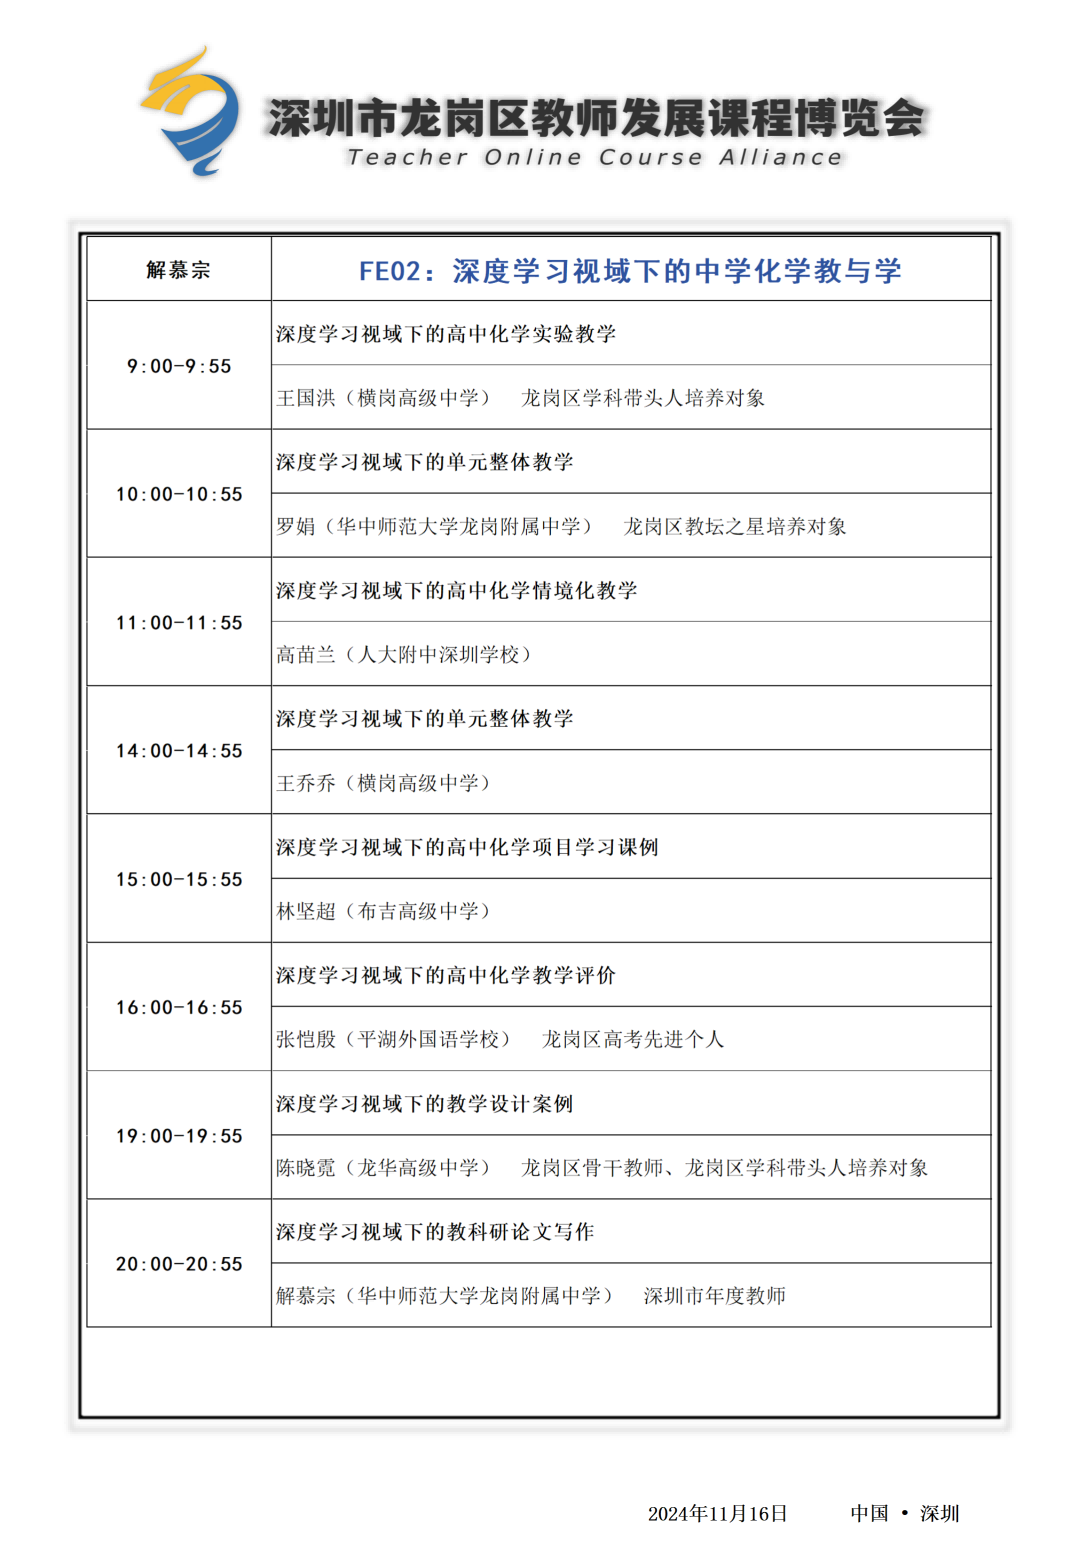 深圳市龙岗区教师发展课程博览会
Teacher Online Course Alliance
解慕宗
FE02：深度学习视域下的中学化学教与学
9:00-9:55
深度学习视域下的高中化学实验教学
王国洪（横岗高级中学） 龙岗区学科带头人培养对象
10:00-10:55
深度学习视域下的单元整体教学
罗娟（华中师范大学龙岗附属中学） 龙岗区教坛之星培养对象
11:00-11:55
深度学习视域下的高中化学情境化教学
高苗兰（人大附中深圳学校）
14:00-14:55
深度学习视域下的单元整体教学
王乔乔（横岗高级中学）
15:00-15:55
深度学习视域下的高中化学项目学习课例
林坚超（布吉高级中学）
16:00-16:55
深度学习视域下的高中化学教学评价
张恺殷（平湖外国语学校） 龙岗区高考先进个人
19:00-19:55
深度学习视域下的教学设计案例
陈晓霓（龙华高级中学） 龙岗区骨干教师、龙岗区学科带头人培养对象
20:00-20:55
深度学习视域下的教科研论文写作
解慕宗（华中师范大学龙岗附属中学） 深圳市年度教师
2024年11月16日 中国 • 深圳